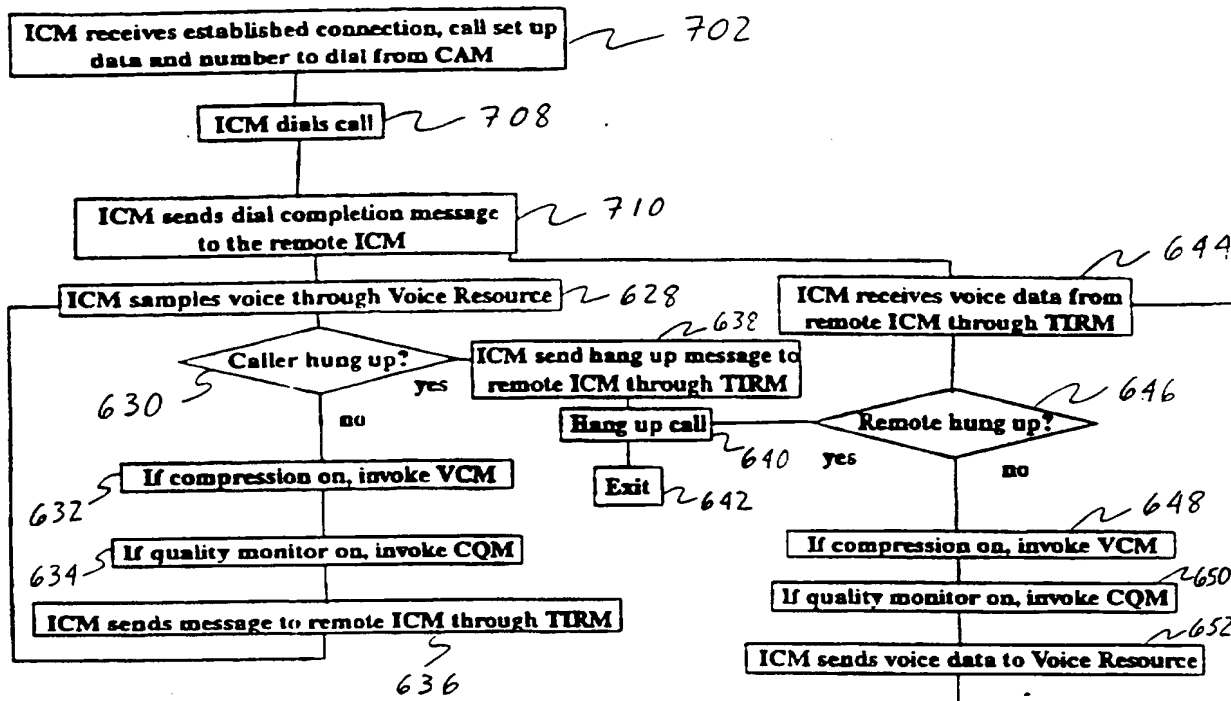 ICM receives established connection, call set up
data and number to dial from CAM
702
ICM dials call
708
ICM sends dial completion message
to the remote ICM
710
ICM samples voice through Voice Resource
628
ICM receives voice data from
remote ICM through TIRM
644
Caller hung up?
630
yes
no
ICM send hang up message to
remote ICM through TIRM
638
Hang up call
640
Exit
642
Remote hung up?
646
yes
no
If compression on, invoke VCM
632
If quality monitor on, invoke CQM
634
ICM sends message to remote ICM through TIRM
636
If compression on, invoke VCM
648
If quality monitor on, invoke CQM
650
ICM sends voice data to Voice Resource
652